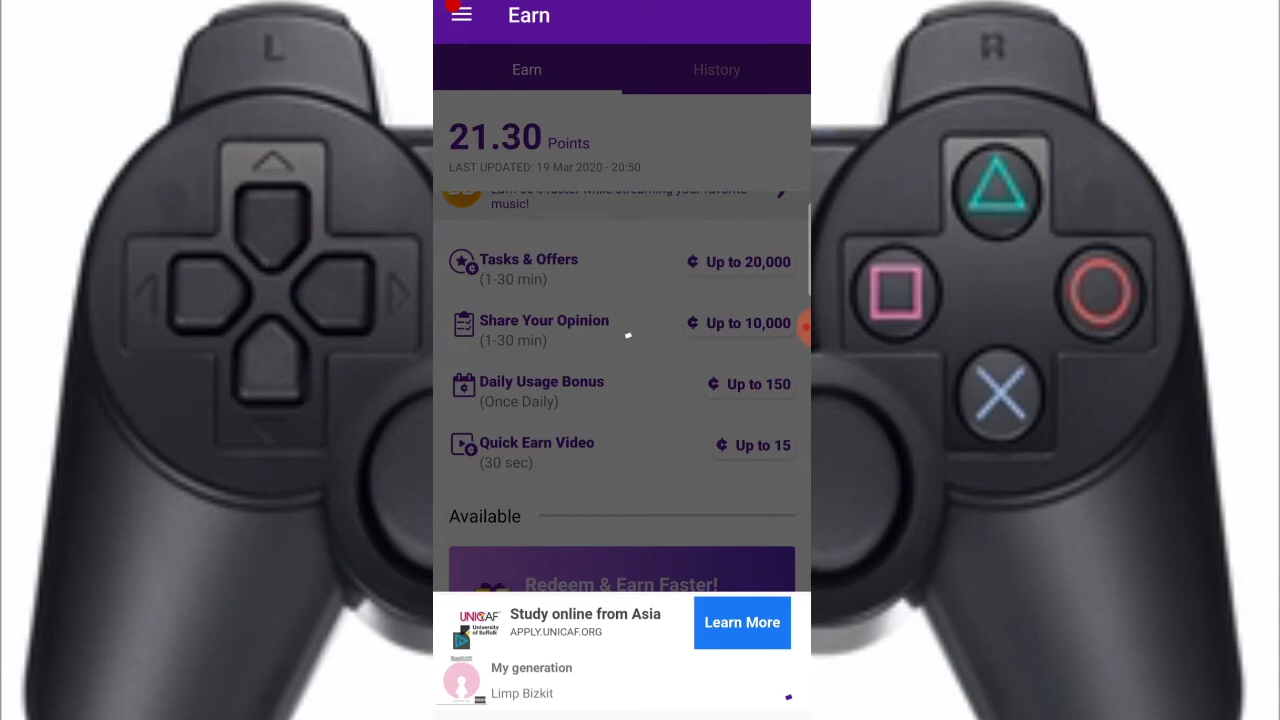 L
R
Earn
Earn
History
21.30 Points
LAST UPDATED: 19 Mar 2020 - 20:50
music!
Tasks & Offers
Up to 20,000
(1-30 min)
Share Your Opinion
Up to 10,000
(1-30 min)
Daily Usage Bonus
Up to 150
(Once Daily)
Quick Earn Video
Up to 15
(30 sec)
Available
Redeem & Earn Faster!
UNICAF
University
of Suffolk
Study online from Asia
APPLY.UNICAF.ORG
Learn More
My generation
Limp Bizkit